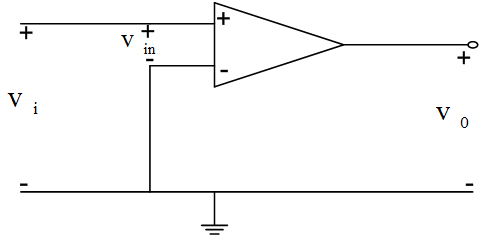 + + +
V in
- -
+
V i
V 0
- -